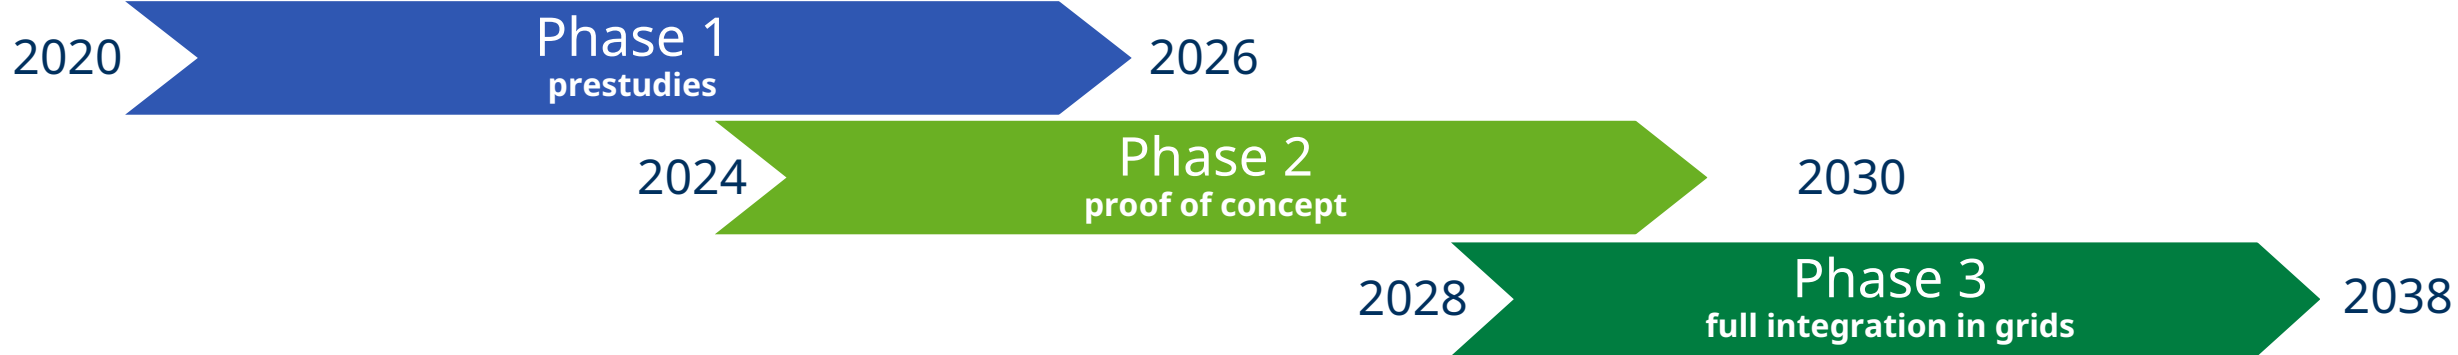 2020
Phase 1
prestudies
2026
2024
Phase 2
proof of concept
2030
2028
Phase 3
full integration in grids
2038